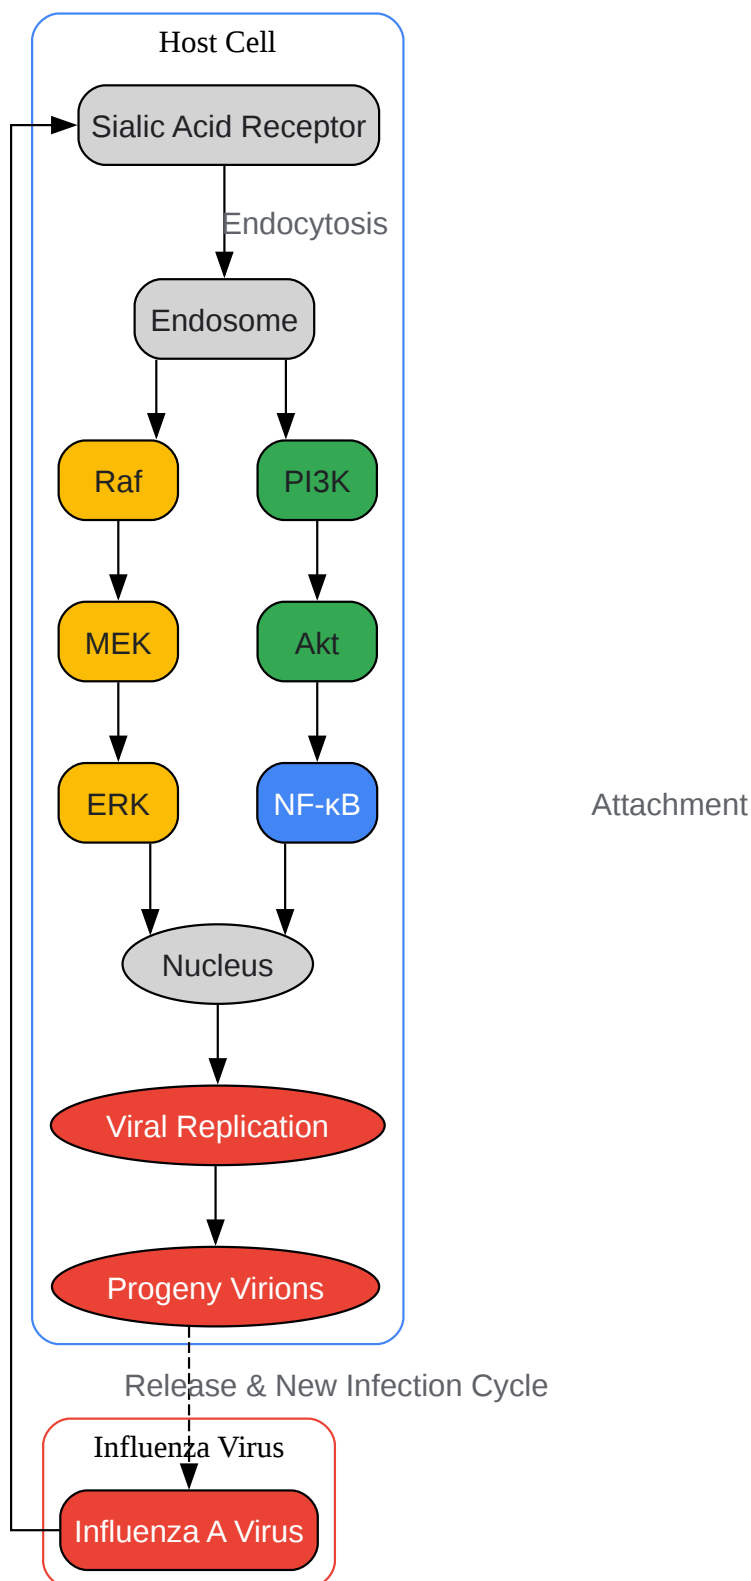 Host Cell
Sialic Acid Receptor
Endocytosis
Endosome
Raf
PI3K
MEK
Akt
ERK
NF-κB
Attachment
Nucleus
Viral Replication
Progeny Virions
Release & New Infection Cycle
Influenza Virus
Influenza A Virus